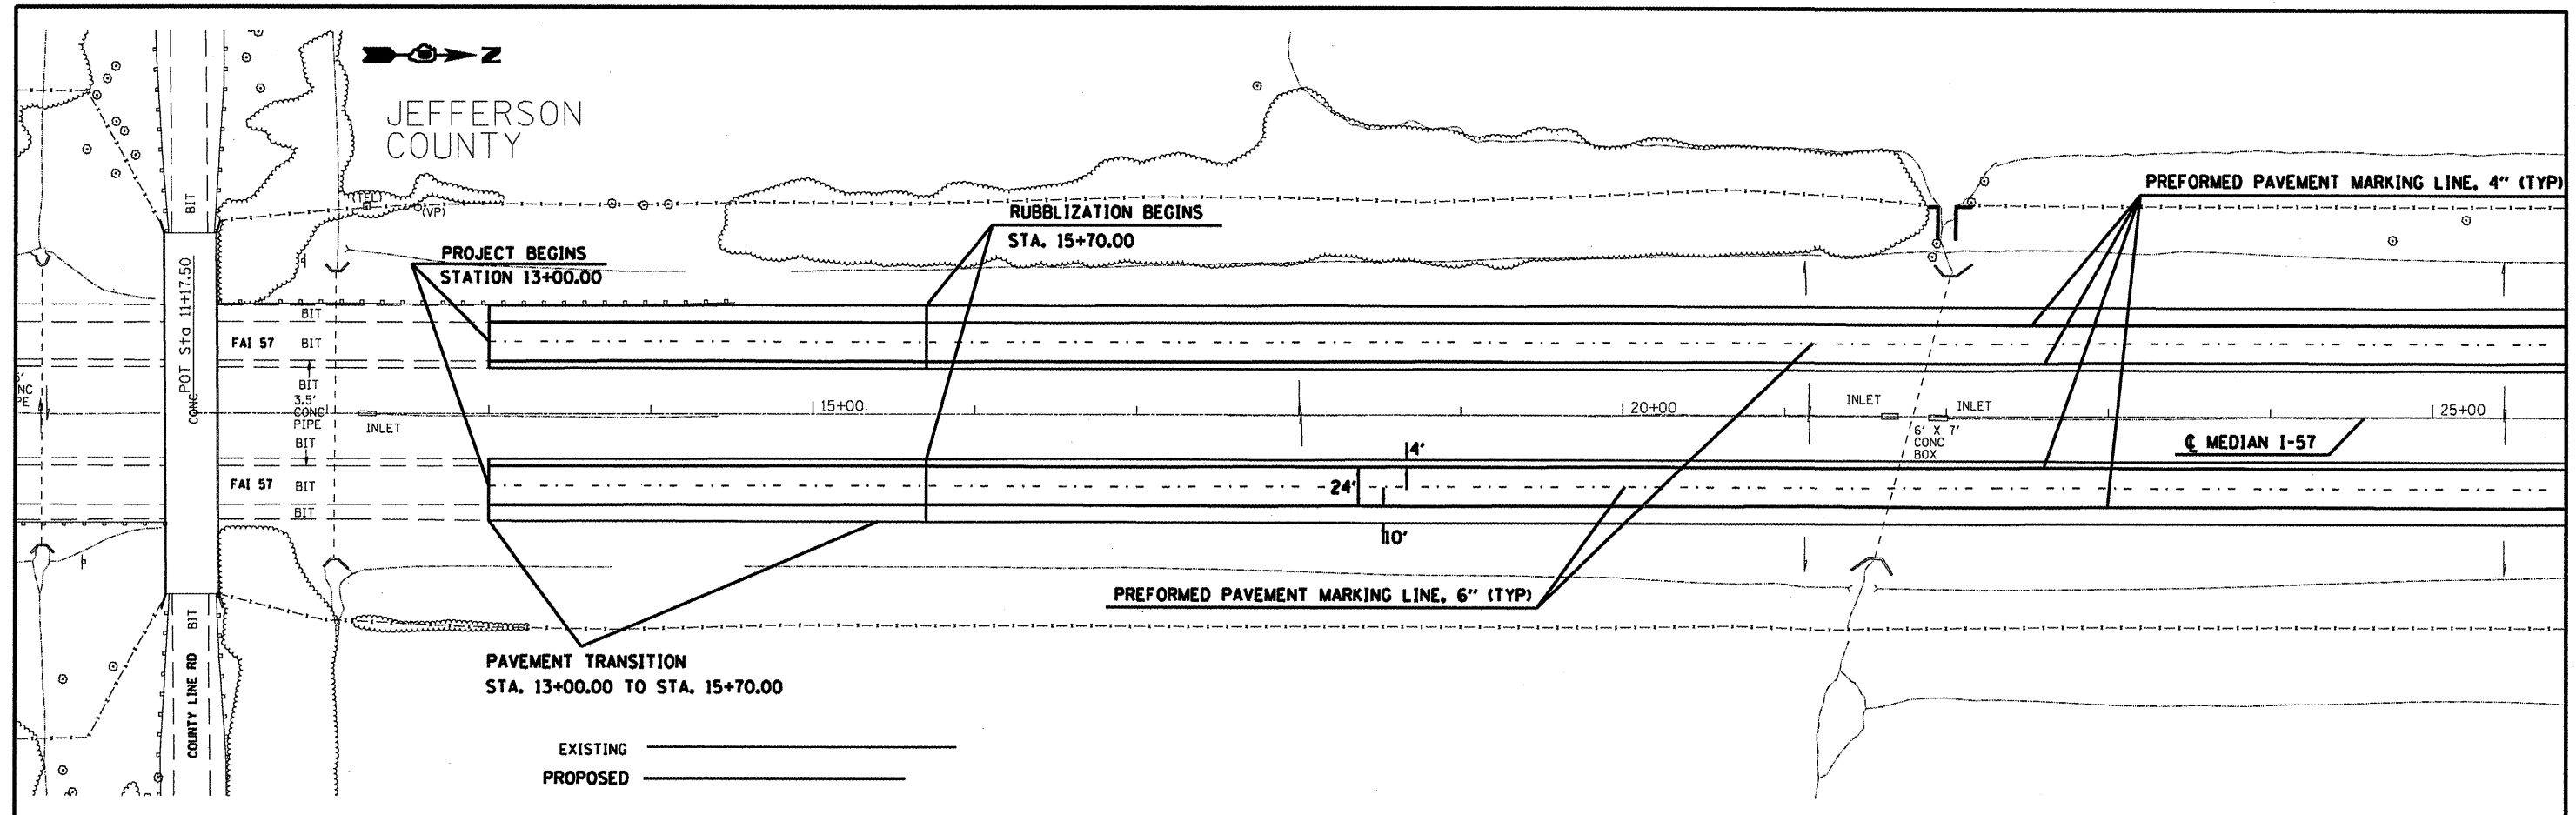 N
JEFFERSON
COUNTY
BIT
(TEL)
(VP)
PREFORMED PAVEMENT MARKING LINE, 4" (TYP)
RUBBLIZATION BEGINS
STA. 15+70.00
PROJECT BEGINS
STATION 13+00.00
POT Sta 11+17.50
CONC
BIT
FAI 57
BIT
BIT
3.5'
CONC
PIPE
INLET
BIT
15+00
20+00
INLET
INLET
25+00
6' X 7'
CONC
BOX
℄ MEDIAN I-57
4'
24'
10'
FAI 57
BIT
BIT
PREFORMED PAVEMENT MARKING LINE, 6" (TYP)
BIT
COUNTY LINE RD
PAVEMENT TRANSITION
STA. 13+00.00 TO STA. 15+70.00
EXISTING
PROPOSED